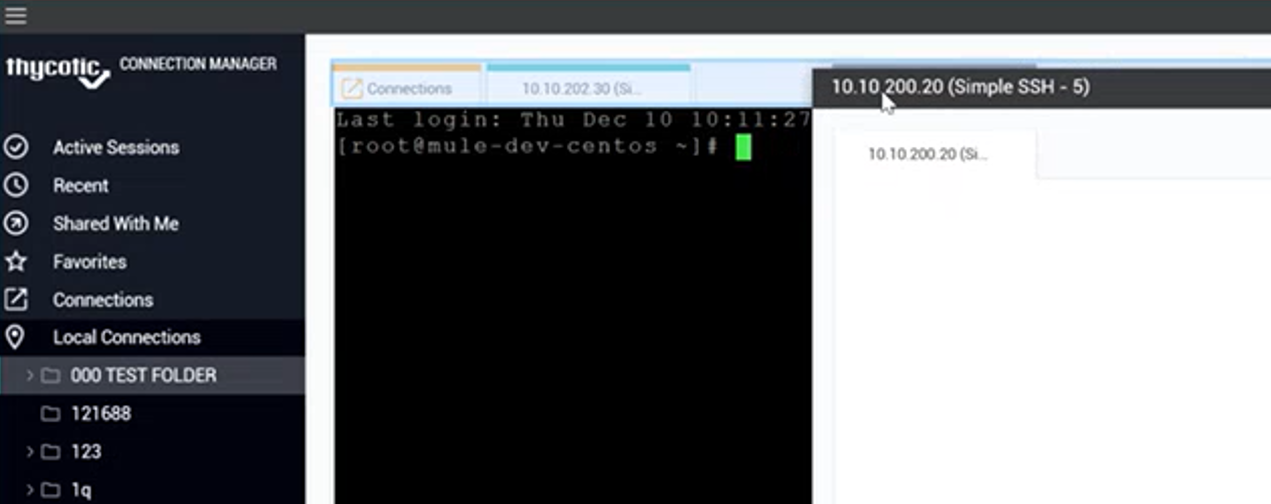 thycotic CONNECTION MANAGER
Active Sessions
Recent
Shared With Me
Favorites
Connections
Local Connections
000 TEST FOLDER
121688
123
1q
Connections
10.10.202.30 (Si...
Last login: Thu Dec 10 10:11:27
[root@mule-dev-centos ~]#
10.10.200.20 (Simple SSH - 5)
10.10.200.20 (Si...